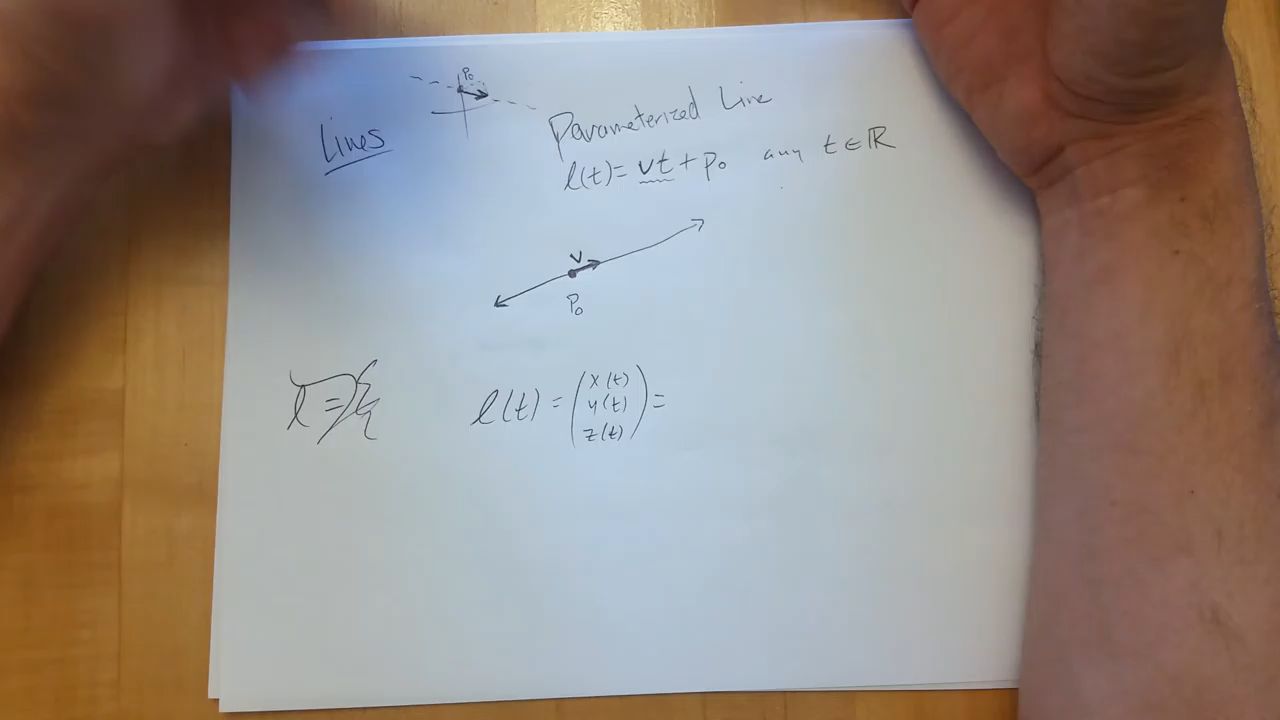 P₀
Lines
Parameterized Line
l(t) = vt + p₀ any t ∈ ℝ
v
P₀
l(t) = (x(t) y(t) z(t)) =